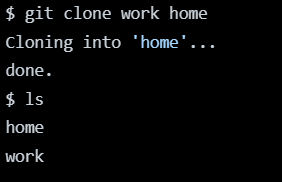 $ git clone work home
Cloning into 'home'...
done.
$ ls
home
work